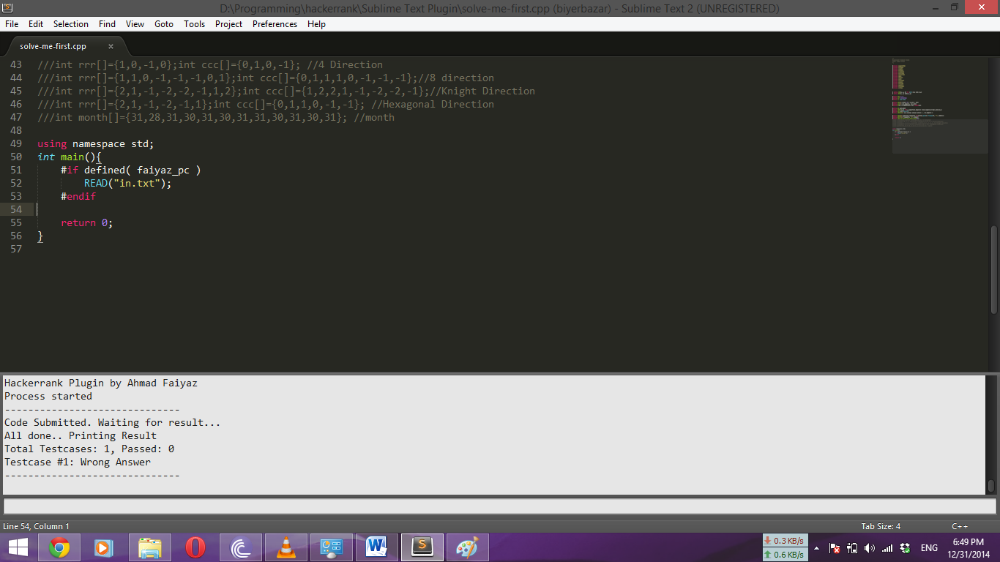 D:\Programming\hackerrank\Sublime Text Plugin\solve-me-first.cpp (biyerbazar) - Sublime Text 2 (UNREGISTERED)
File Edit Selection Find View Goto Tools Project Preferences Help
solve-me-first.cpp ×
43 ///int rrr[]={1,0,-1,0};int ccc[]={0,1,0,-1}; //4 Direction
44 ///int rrr[]={1,1,0,-1,-1,-1,0,1};int ccc[]={0,1,1,1,0,-1,-1,-1};//8 direction
45 ///int rrr[]={2,1,-1,-2,-2,-1,1,2};int ccc[]={1,2,2,1,-1,-2,-2,-1};//Knight Direction
46 ///int rrr[]={2,1,-1,-2,-1,1};int ccc[]={0,1,1,0,-1,-1}; //Hexagonal Direction
47 ///int month[]={31,28,31,30,31,30,31,31,30,31,30,31}; //month
48
49 using namespace std;
50 int main(){
51 #if defined( faiyaz_pc )
52 READ("in.txt");
53 #endif
54
55 return 0;
56 }
57
Hackerrank Plugin by Ahmad Faiyaz
Process started
------------------------------
Code Submitted. Waiting for result...
All done.. Printing Result
Total Testcases: 1, Passed: 0
Testcase #1: Wrong Answer
------------------------------
Line 54, Column 1 Tab Size: 4 C++
0.3 KB/s
0.6 KB/s
ENG
6:49 PM
12/31/2014